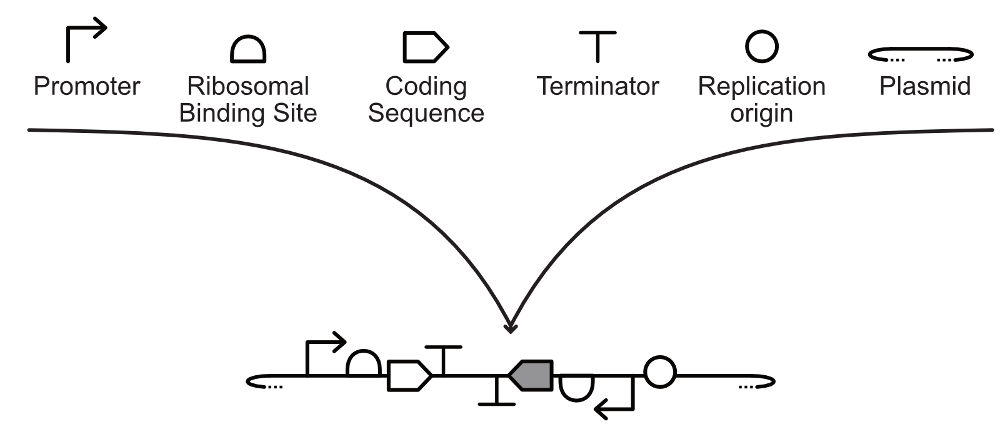 Promoter
Ribosomal
Binding Site
Coding
Sequence
Terminator
Replication
origin
Plasmid